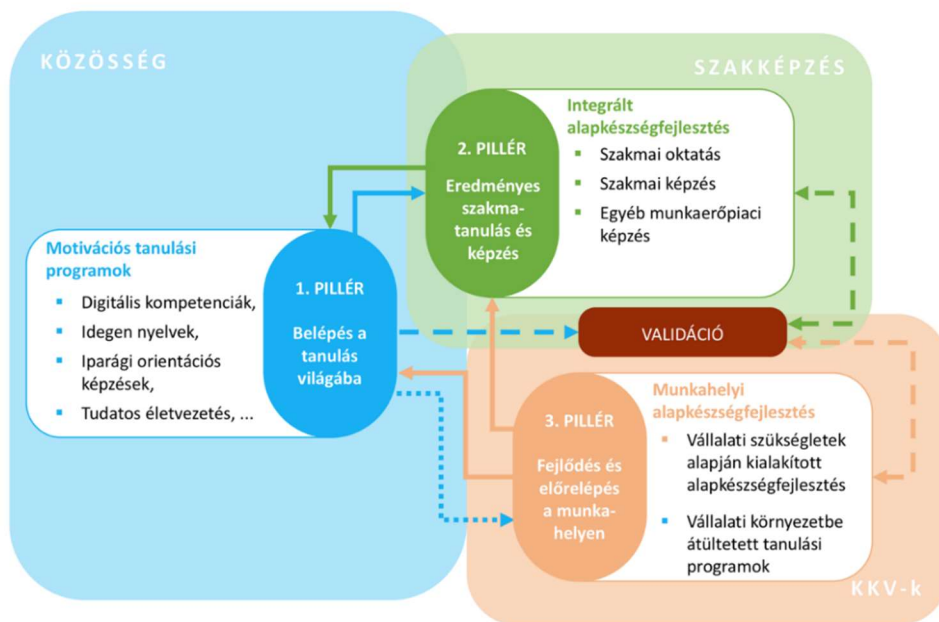 KÖZÖSSÉG
SZAKKÉPZÉS
2. PILLÉR
Eredményes
szakma-
tanulás és
képzés
Integrált
alapkészségfejlesztés
▪ Szakmai oktatás
▪ Szakmai képzés
▪ Egyéb munkaerőpiaci
képzés
Motivációs tanulási
programok
▪ Digitális kompetenciák,
▪ Idegen nyelvek,
▪ Iparági orientációs
képzések,
▪ Tudatos életvezetés, ...
1. PILLÉR
Belépés a
tanulás
világába
VALIDÁCIÓ
3. PILLÉR
Fejlődés és
előrelépés
a munka-
helyen
Munkahelyi
alapkészségfejlesztés
▪ Vállalati szükségletek
alapján kialakított
alapkészségfejlesztés
▪ Vállalati környezetbe
átültetett tanulási
programok
KKV-k